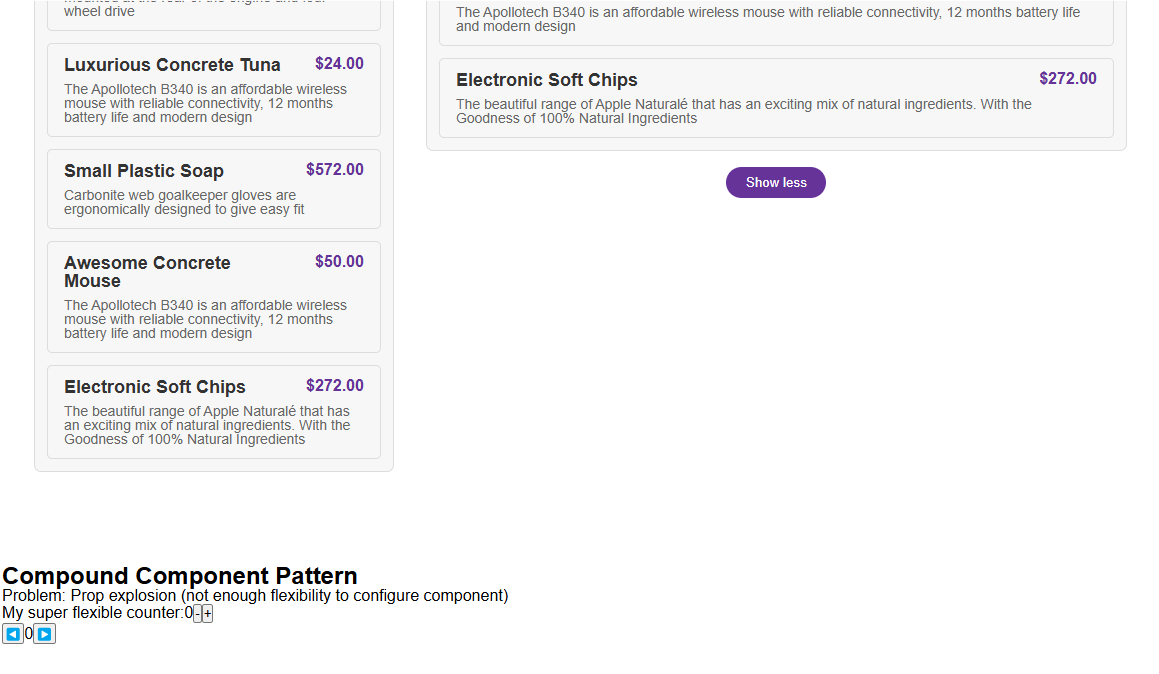 wheel drive
Luxurious Concrete Tuna $24.00
The Apollotech B340 is an affordable wireless
mouse with reliable connectivity, 12 months
battery life and modern design
Small Plastic Soap $572.00
Carbonite web goalkeeper gloves are
ergonomically designed to give easy fit
Awesome Concrete $50.00
Mouse
The Apollotech B340 is an affordable wireless
mouse with reliable connectivity, 12 months
battery life and modern design
Electronic Soft Chips $272.00
The beautiful range of Apple Naturalé that has
an exciting mix of natural ingredients. With the
Goodness of 100% Natural Ingredients
The Apollotech B340 is an affordable wireless mouse with reliable connectivity, 12 months battery life
and modern design
Electronic Soft Chips $272.00
The beautiful range of Apple Naturalé that has an exciting mix of natural ingredients. With the
Goodness of 100% Natural Ingredients
Show less
Compound Component Pattern
Problem: Prop explosion (not enough flexibility to configure component)
My super flexible counter:0-+
◀0▶